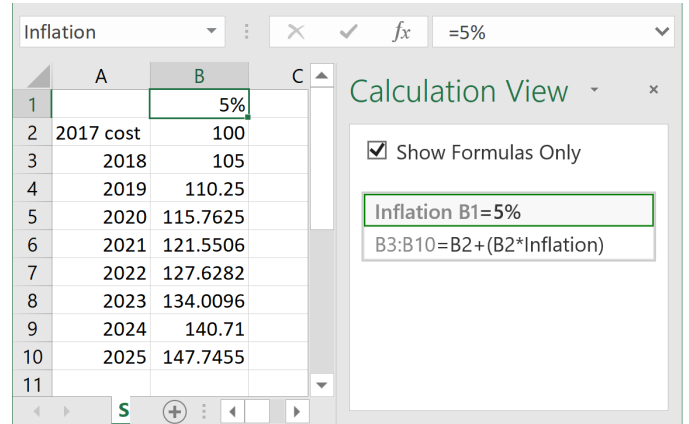 Inflation fx =5%
A B C
1 5%
2 2017 cost 100
3 2018 105
4 2019 110.25
5 2020 115.7625
6 2021 121.5506
7 2022 127.6282
8 2023 134.0096
9 2024 140.71
10 2025 147.7455
11
S
Calculation View
Show Formulas Only
Inflation B1=5%
B3:B10=B2+(B2*Inflation)